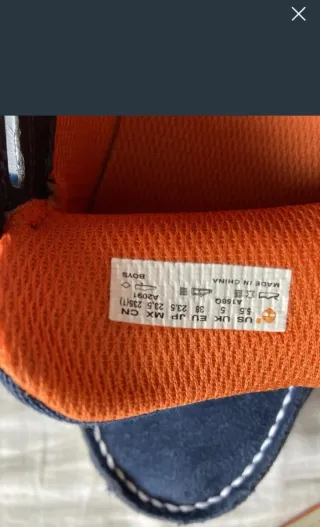 US UK EU JP MX CN
5.5 5 38 23.5 23.5 235(1)
A188Q A2091
MADE IN CHINA BOYS